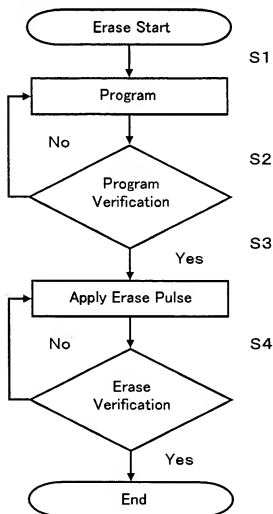 Erase Start
S1
Program
No
S2
Program
Verification
S3
Yes
Apply Erase Pulse
No
S4
Erase
Verification
Yes
End